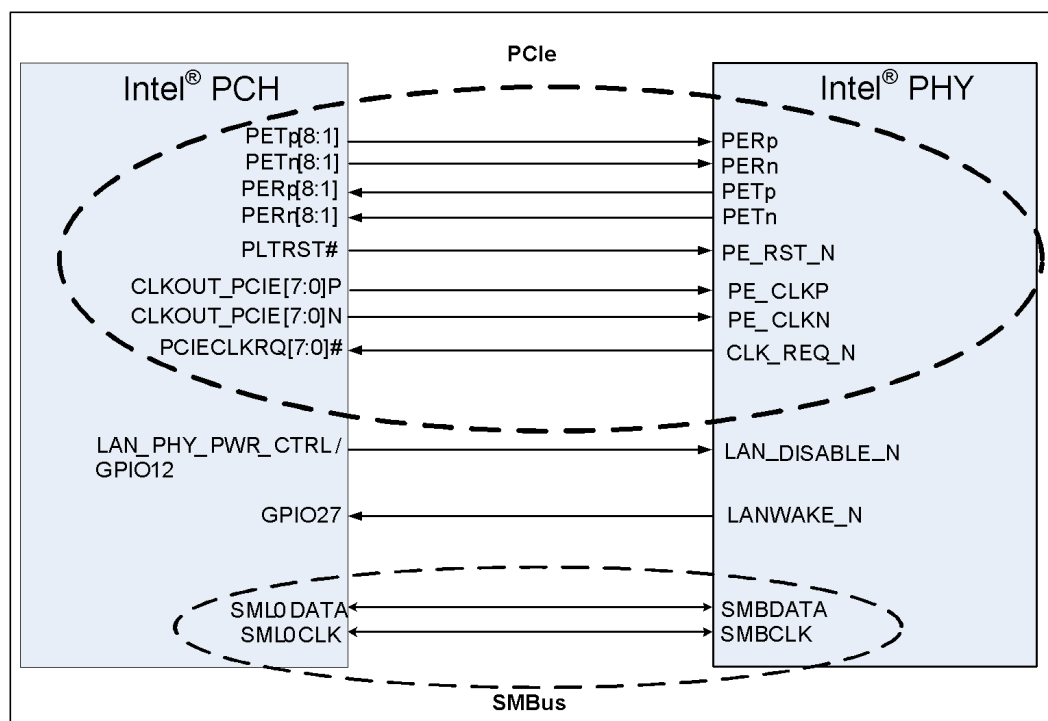 PCIe
Intel® PCH
Intel® PHY
PETp[8:1]
PERp
PETn[8:1]
PERn
PERp[8:1]
PETp
PERn[8:1]
PETn
PLTRST#
PE_RST_N
CLKOUT_PCIE[7:0]P
PE_CLKP
CLKOUT_PCIE[7:0]N
PE_CLKN
PCIECLKRQ[7:0]#
CLK_REQ_N
LAN_PHY_PWR_CTRL/
GPIO12
LAN_DISABLE_N
GPIO27
LANWAKE_N
SML0DATA
SMBDATA
SML0CLK
SMBCLK
SMBus